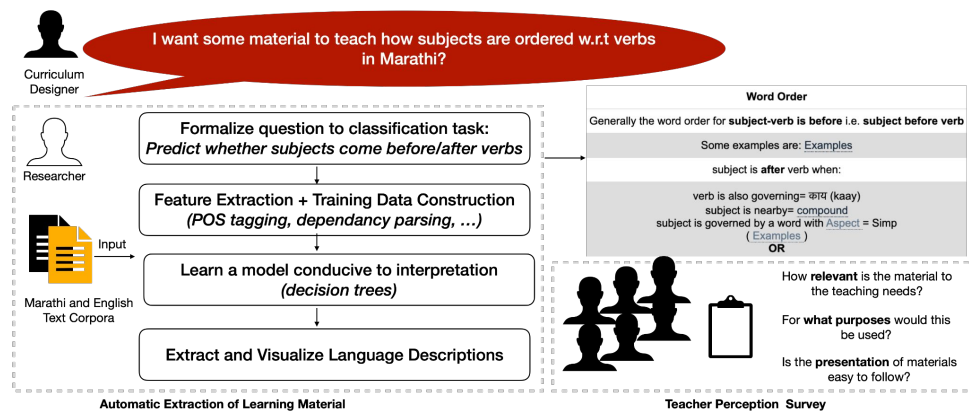 I want some material to teach how subjects are ordered w.r.t verbs
in Marathi?
Curriculum
Designer
Researcher
Formalize question to classification task:
Predict whether subjects come before/after verbs
Feature Extraction + Training Data Construction
(POS tagging, dependancy parsing, ...)
Input
Marathi and English
Text Corpora
Learn a model conducive to interpretation
(decision trees)
Extract and Visualize Language Descriptions
Automatic Extraction of Learning Material
Word Order
Generally the word order for subject-verb is before i.e. subject before verb
Some examples are: Examples
subject is after verb when:
verb is also governing= काय (kaay)
subject is nearby= compound
subject is governed by a word with Aspect = Simp
( Examples )
OR
How relevant is the material to
the teaching needs?
For what purposes would this
be used?
Is the presentation of materials
easy to follow?
Teacher Perception Survey